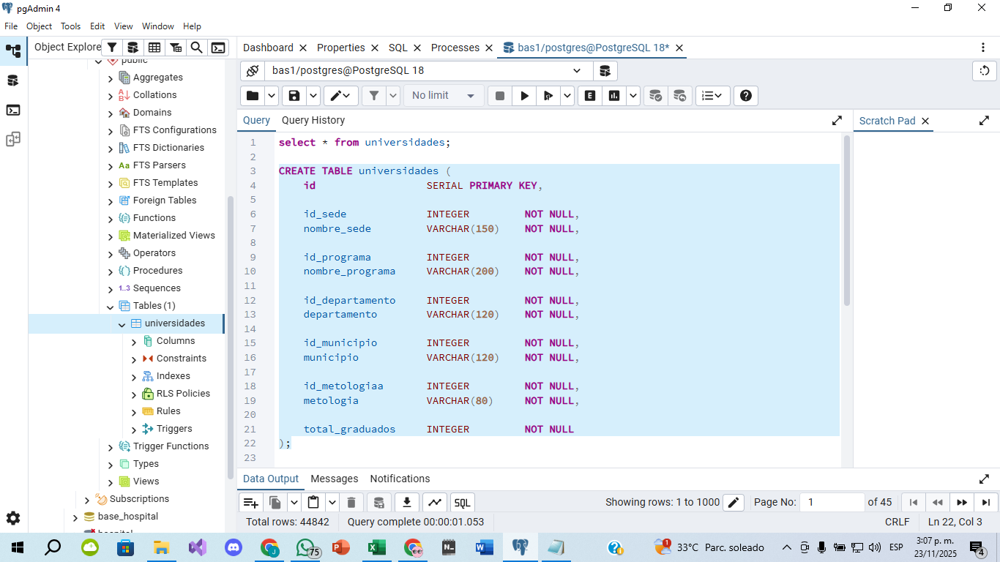 pgAdmin 4
File Object Tools Edit View Window Help
Object Explore
Dashboard Properties SQL Processes bas1/postgres@PostgreSQL 18*
public
Aggregates
Collations
Domains
FTS Configurations
FTS Dictionaries
Aa FTS Parsers
FTS Templates
Foreign Tables
Functions
Materialized Views
Operators
Procedures
1..3 Sequences
Tables (1)
universidades
Columns
Constraints
Indexes
RLS Policies
Rules
Triggers
Trigger Functions
Types
Views
Subscriptions
base_hospital
hospital
bas1/postgres@PostgreSQL 18
No limit
E
Query Query History
Scratch Pad
1 select * from universidades;
2
3 CREATE TABLE universidades (
4 id SERIAL PRIMARY KEY,
5
6 id_sede INTEGER NOT NULL,
7 nombre_sede VARCHAR(150) NOT NULL,
8
9 id_programa INTEGER NOT NULL,
10 nombre_programa VARCHAR(200) NOT NULL,
11
12 id_departamento INTEGER NOT NULL,
13 departamento VARCHAR(120) NOT NULL,
14
15 id_municipio INTEGER NOT NULL,
16 municipio VARCHAR(120) NOT NULL,
17
18 id_metologiaa INTEGER NOT NULL,
19 metologia VARCHAR(80) NOT NULL,
20
21 total_graduados INTEGER NOT NULL
22 );
23
Data Output Messages Notifications
SQL
Showing rows: 1 to 1000
Page No: 1 of 45
Total rows: 44842 Query complete 00:00:01.053
CRLF Ln 22, Col 3
75
1
33°C Parc. soleado
ESP
3:07 p. m.
23/11/2025
4